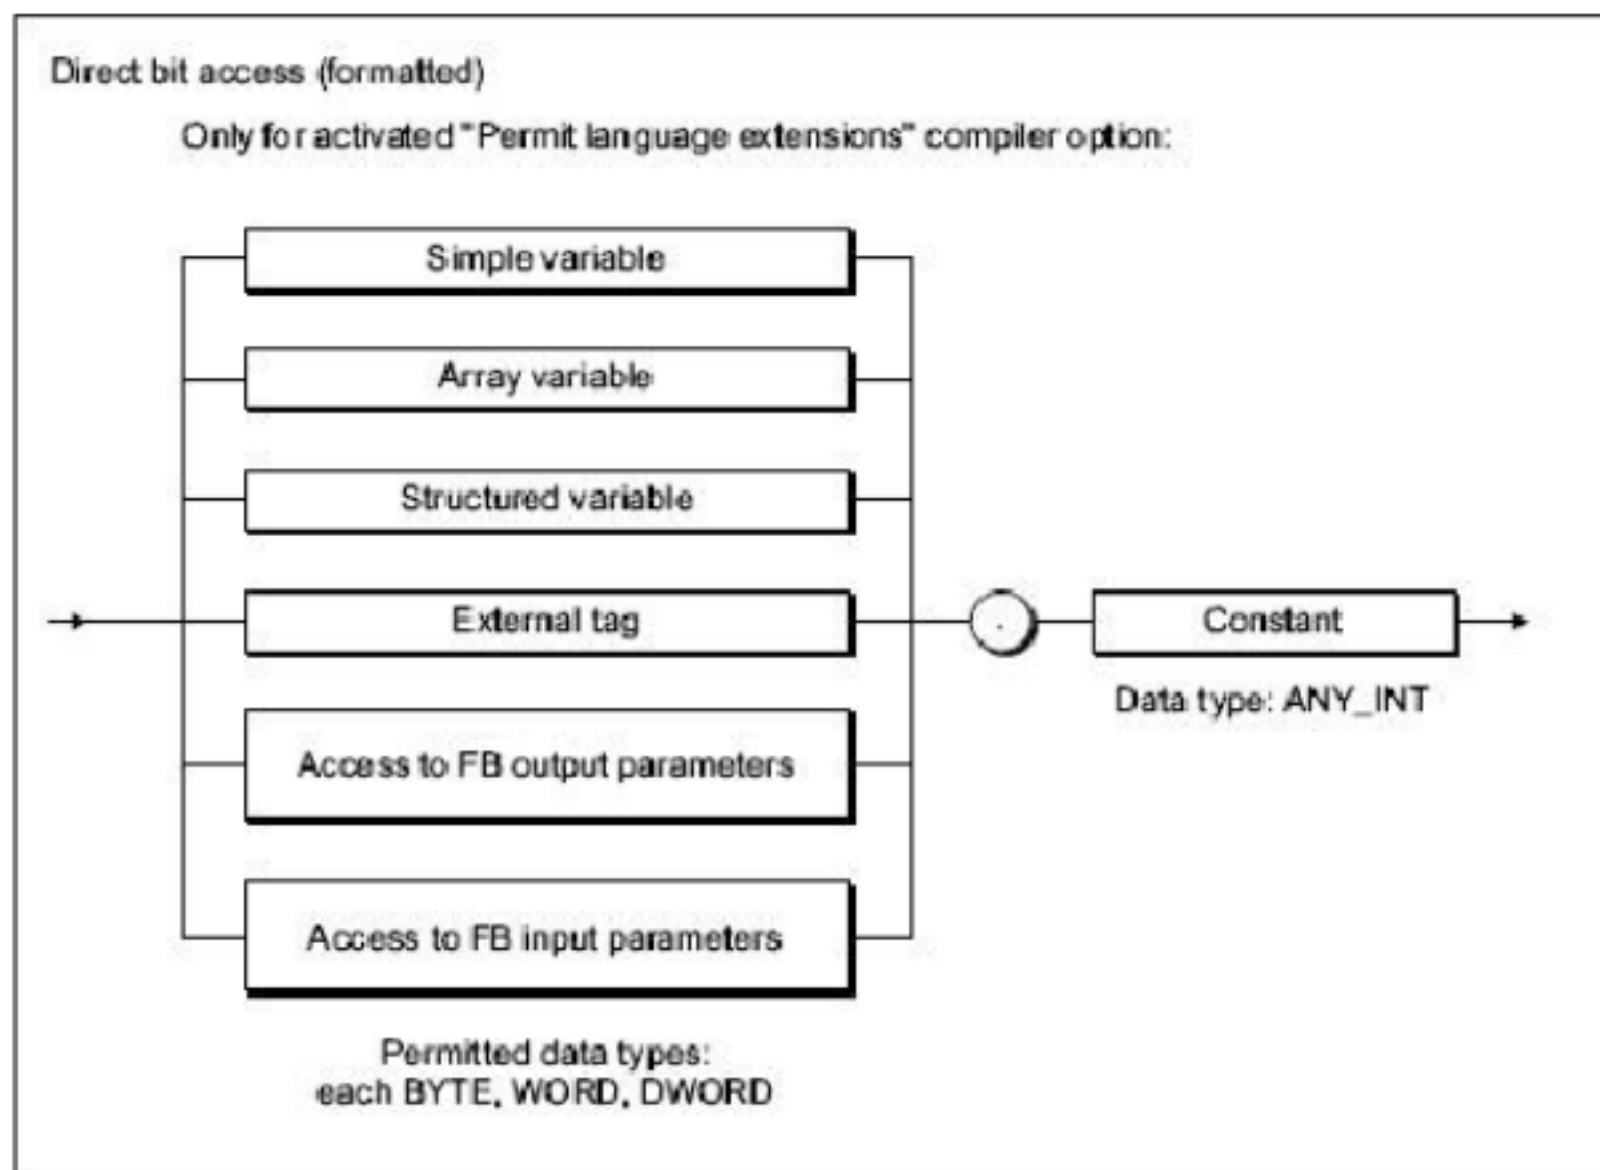 Direct bit access (formatted)
Only for activated "Permit language extensions" compiler option:
Simple variable
Array variable
Structured variable
External tag
.
Constant
Data type: ANY_INT
Access to FB output parameters
Access to FB input parameters
Permitted data types:
each BYTE, WORD, DWORD